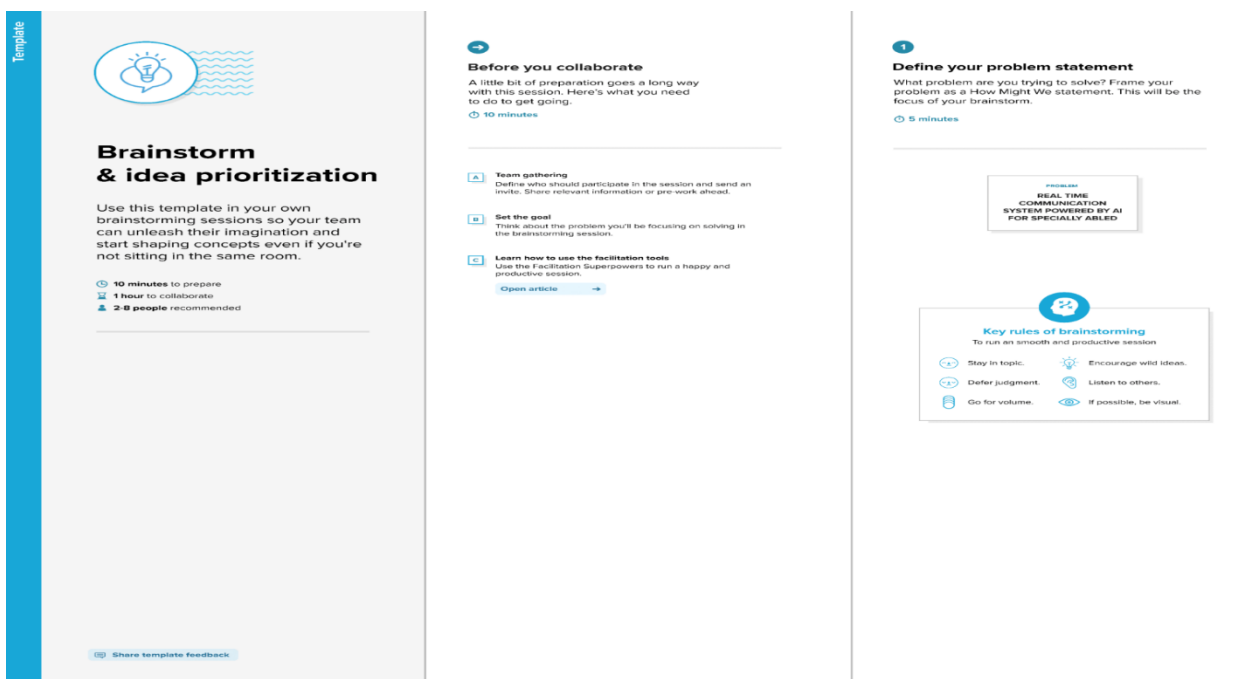 Template
Brainstorm
& idea prioritization
Use this template in your own
brainstorming sessions so your team
can unleash their imagination and
start shaping concepts even if you're
not sitting in the same room.
10 minutes to prepare
1 hour to collaborate
2-8 people recommended
Share template feedback
Before you collaborate
A little bit of preparation goes a long way
with this session. Here's what you need
to do to get going.
10 minutes
A
Team gathering
Define who should participate in the session and send an
invite. Share relevant information or pre-work ahead.
B
Set the goal
Think about the problem you'll be focusing on solving in
the brainstorming session.
C
Learn how to use the facilitation tools
Use the Facilitation Superpowers to run a happy and
productive session.
Open article
1
Define your problem statement
What problem are you trying to solve? Frame your
problem as a How Might We statement. This will be the
focus of your brainstorm.
5 minutes
PROBLEM
REAL TIME
COMMUNICATION
SYSTEM POWERED BY AI
FOR SPECIALLY ABLED
Key rules of brainstorming
To run an smooth and productive session
Stay in topic.
Encourage wild ideas.
Defer judgment.
Listen to others.
Go for volume.
If possible, be visual.